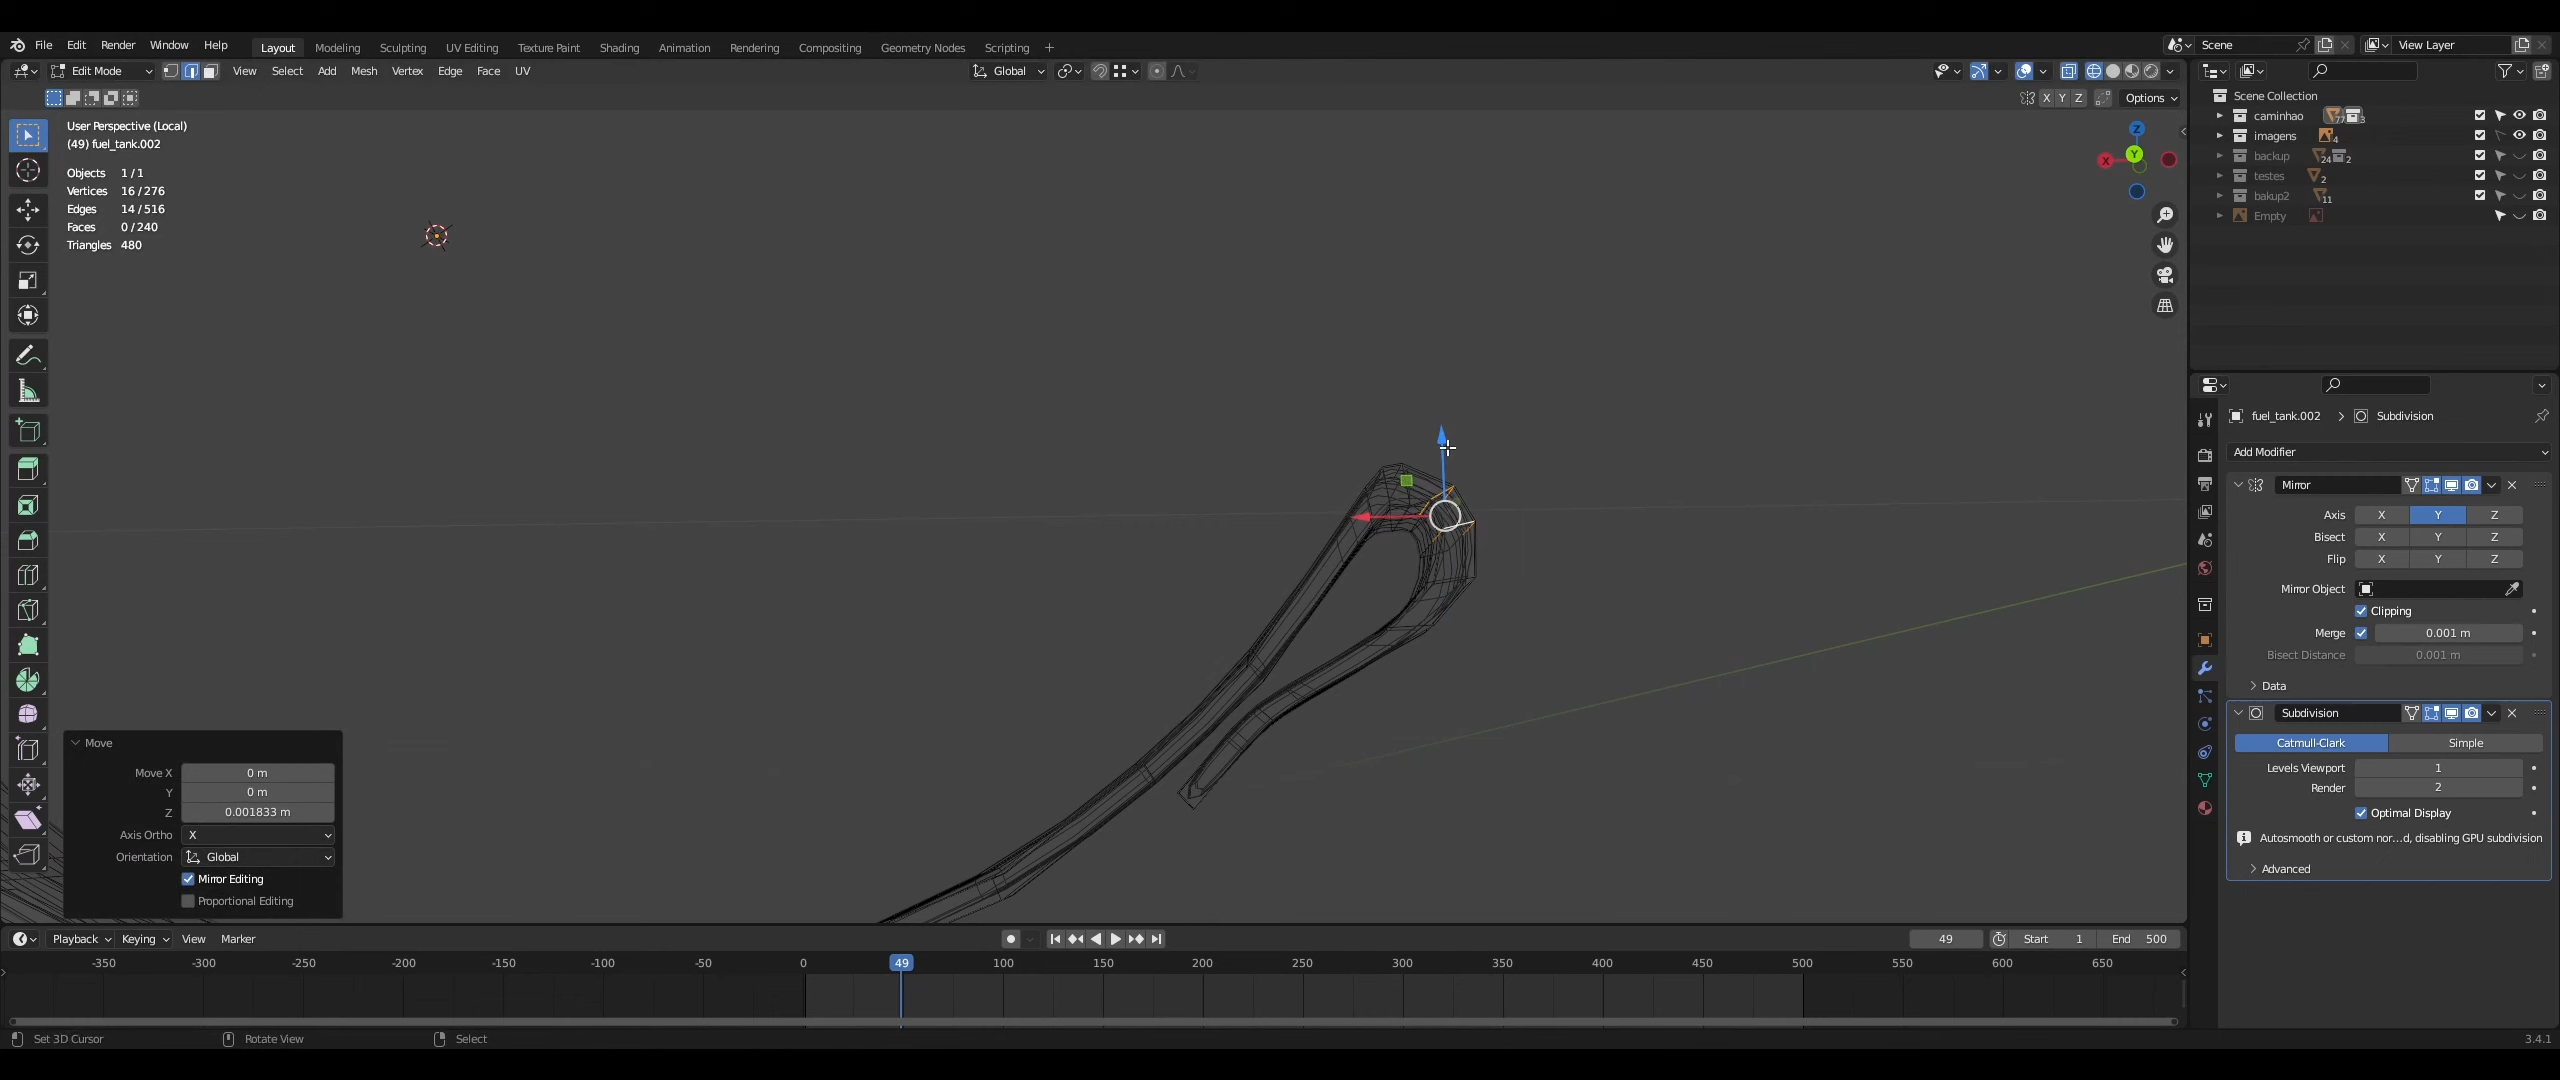 File Edit Render Window Help Layout Modeling Sculpting UV Editing Texture Paint Shading Animation Rendering Compositing Geometry Nodes Scripting + Scene View Layer
Edit Mode View Select Add Mesh Vertex Edge Face UV Global
X Y Z Options
User Perspective (Local)
(49) fuel_tank.002
Objects 1 / 1
Vertices 16 / 276
Edges 14 / 516
Faces 0 / 240
Triangles 480
Z
Y
X
Scene Collection
caminhao 77 3
imagens 4
backup 24 2
testes 2
bakup2 11
Empty
fuel_tank.002 > Subdivision
Add Modifier
Mirror
Axis X Y Z
Bisect X Y Z
Flip X Y Z
Mirror Object
Clipping
Merge 0.001 m
Bisect Distance 0.001 m
Data
Subdivision
Catmull-Clark Simple
Levels Viewport 1
Render 2
Optimal Display
Autosmooth or custom nor...d, disabling GPU subdivision
Advanced
Move
Move X 0 m
Y 0 m
Z 0.001833 m
Axis Ortho X
Orientation Global
Mirror Editing
Proportional Editing
Playback Keying View Marker 49 Start 1 End 500
-350 -300 -250 -200 -150 -100 -50 0 49 100 150 200 250 300 350 400 450 500 550 600 650
Set 3D Cursor Rotate View Select 3.4.1